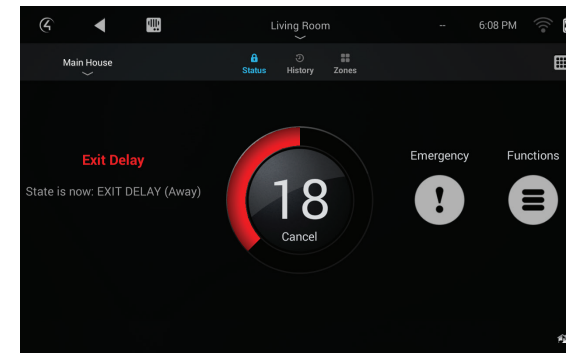 Living Room
--
6:08 PM
Main House
Status
History
Zones
Exit Delay
State is now: EXIT DELAY (Away)
18
Cancel
Emergency
!
Functions